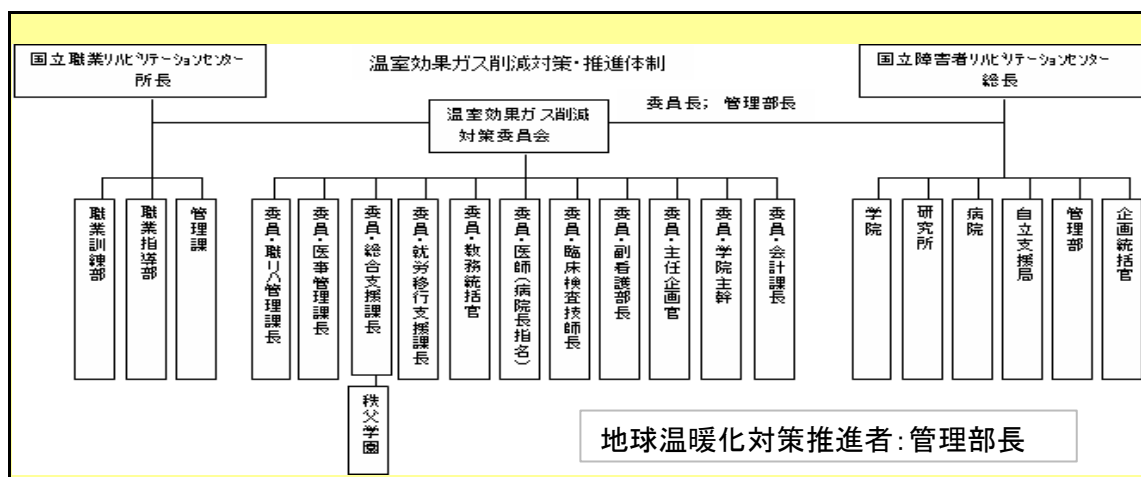 国立職業リハビリテーションセンター
所長
温室効果ガス削減対策・推進体制
国立障害者リハビリテーションセンター
総長
温室効果ガス削減
対策委員会
委員長; 管理部長
職業訓練部
職業指導部
管理課
委員・職リハ管理課長
委員・医事管理課長
委員・総合支援課長
委員・就労移行支援課長
委員・教務統括官
委員・医師(病院長指名)
委員・臨床検査技師長
委員・副看護部長
委員・主任企画官
委員・学院主幹
委員・会計課長
学院
研究所
病院
自立支援局
管理部
企画統括官
秩父学園
地球温暖化対策推進者:管理部長